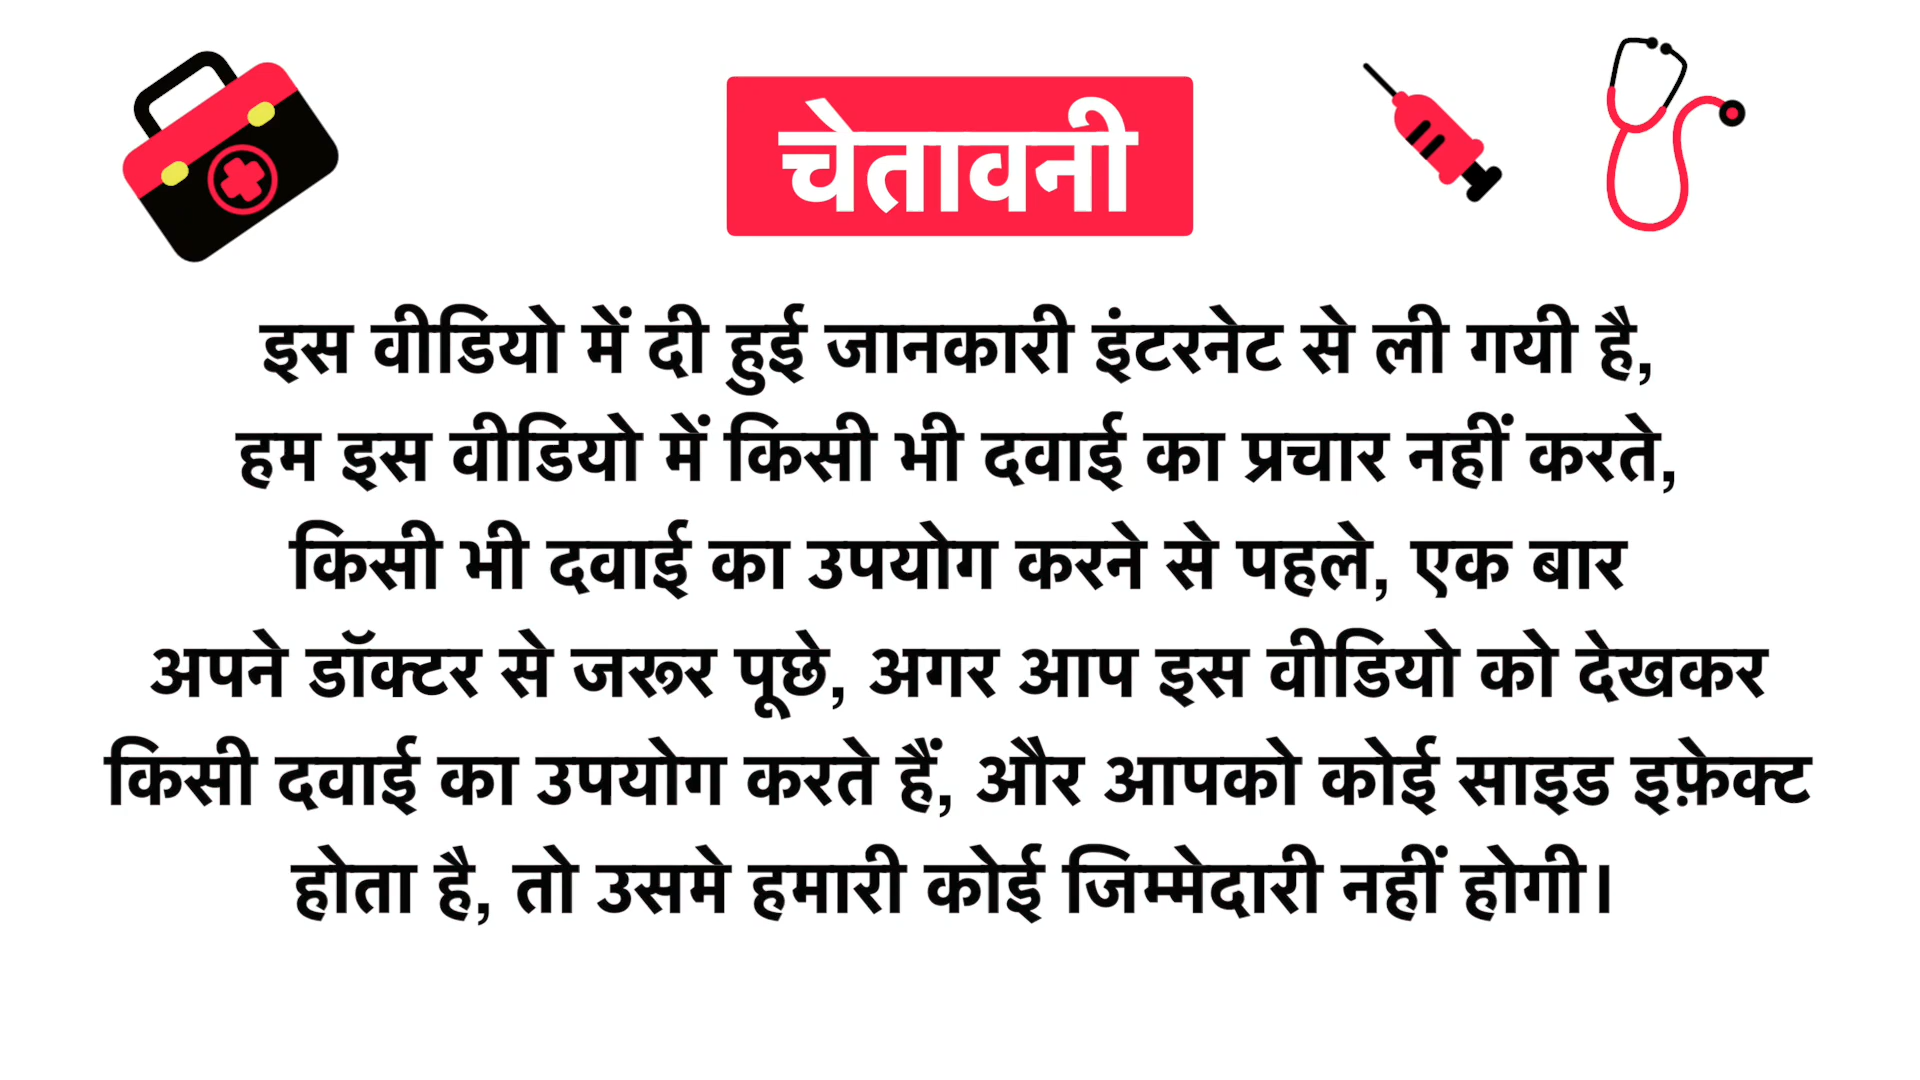 चेतावनी
इस वीडियो में दी हुई जानकारी इंटरनेट से ली गयी है,
हम इस वीडियो में किसी भी दवाई का प्रचार नहीं करते,
किसी भी दवाई का उपयोग करने से पहले, एक बार
अपने डॉक्टर से जरूर पूछे, अगर आप इस वीडियो को देखकर
किसी दवाई का उपयोग करते हैं, और आपको कोई साइड इफ़ेक्ट
होता है, तो उसमे हमारी कोई जिम्मेदारी नहीं होगी।